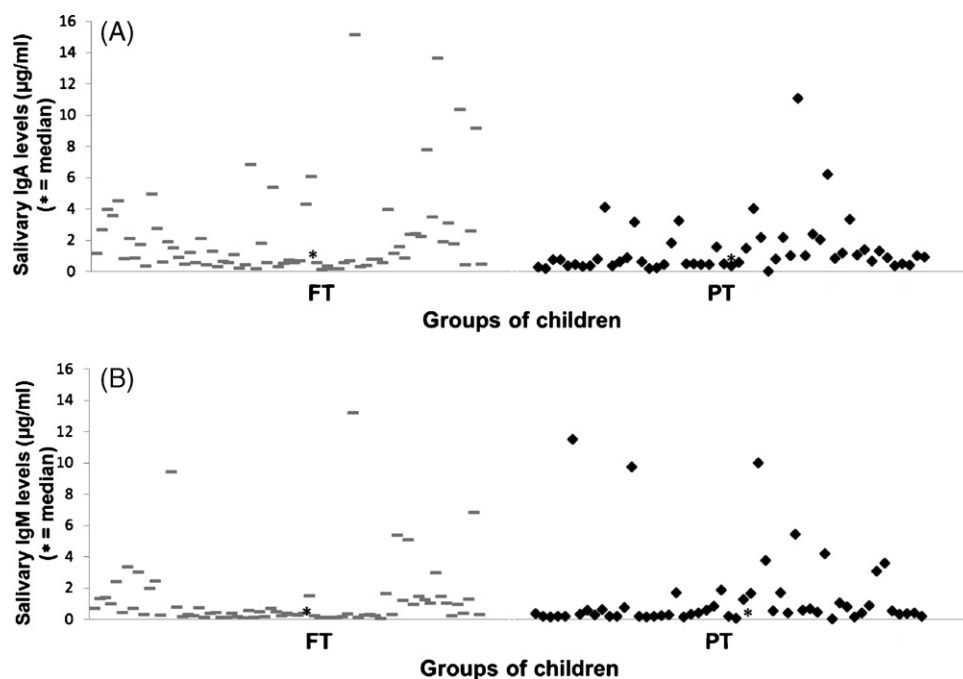 (A)
Salivary IgA levels (µg/ml)
(* = median)
16
14
12
10
8
6
4
2
0
*
*
FT
PT
Groups of children
(B)
Salivary IgM levels (µg/ml)
(* = median)
16
14
12
10
8
6
4
2
0
*
*
FT
PT
Groups of children